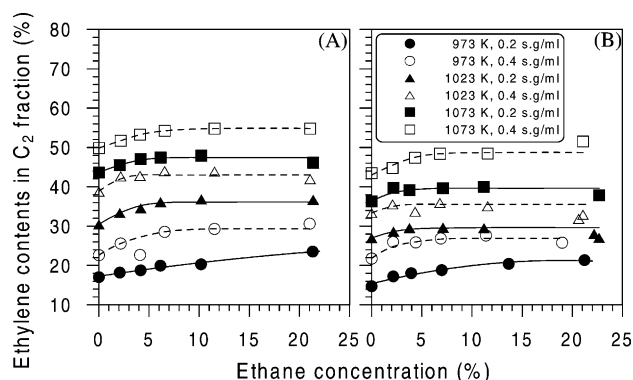 Ethylene contents in C2 fraction (%)
80
70
60
50
40
30
20
10
(A)
0 5 10 15 20 25
(B)
973 K, 0.2 s.g/ml
973 K, 0.4 s.g/ml
1023 K, 0.2 s.g/ml
1023 K, 0.4 s.g/ml
1073 K, 0.2 s.g/ml
1073 K, 0.4 s.g/ml
0 5 10 15 20 25
Ethane concentration (%)